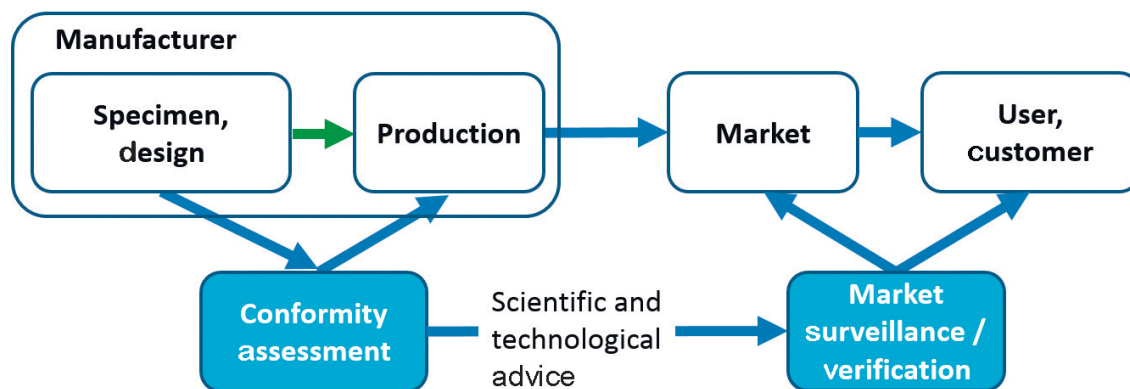 Manufacturer
Specimen,
design
Production
Market
User,
customer
Conformity
assessment
Scientific and
technological
advice
Market
surveillance /
verification